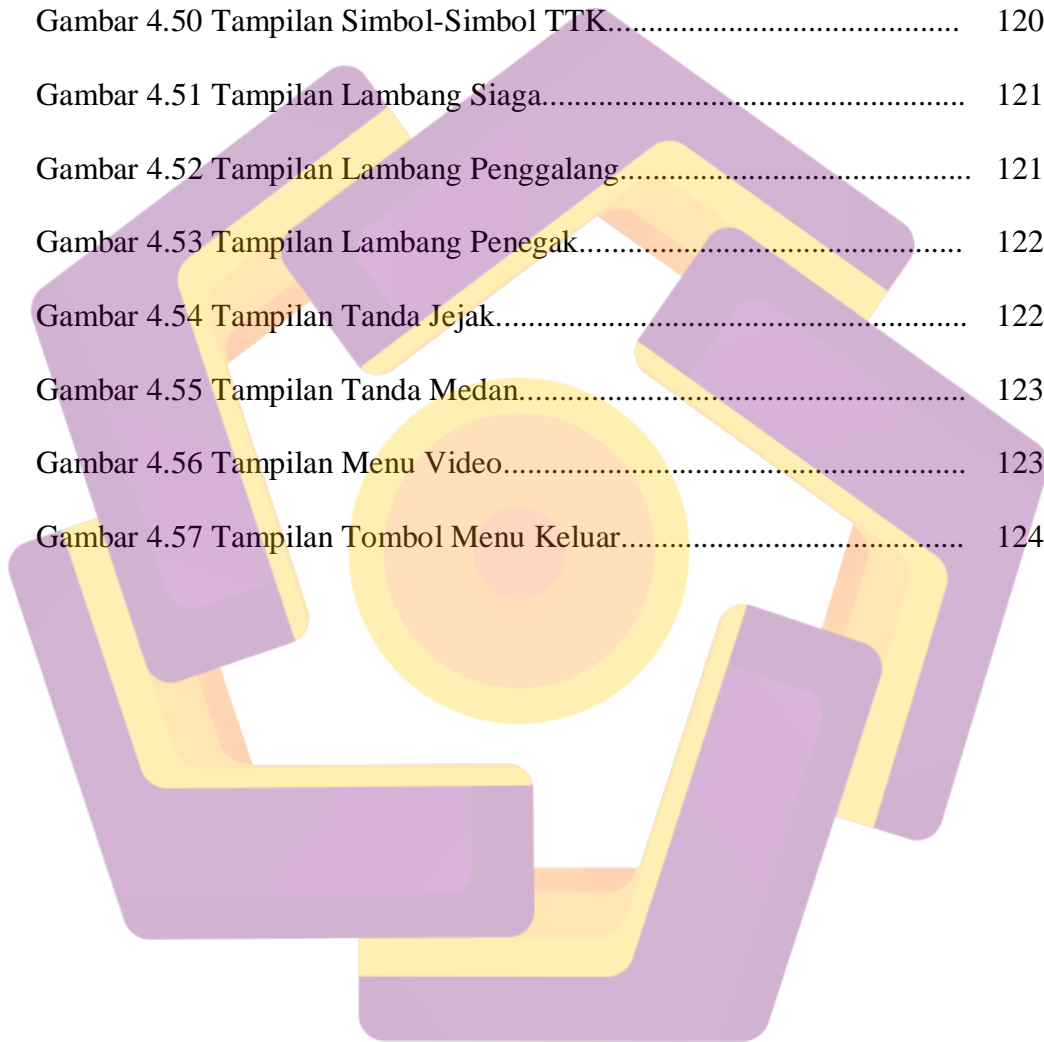 Gambar 4.50 Tampilan Simbol-Simbol TTK........................................... 120
Gambar 4.51 Tampilan Lambang Siaga.................................................... 121
Gambar 4.52 Tampilan Lambang Penggalang........................................... 121
Gambar 4.53 Tampilan Lambang Penegak............................................... 122
Gambar 4.54 Tampilan Tanda Jejak.......................................................... 122
Gambar 4.55 Tampilan Tanda Medan....................................................... 123
Gambar 4.56 Tampilan Menu Video......................................................... 123
Gambar 4.57 Tampilan Tombol Menu Keluar.......................................... 124